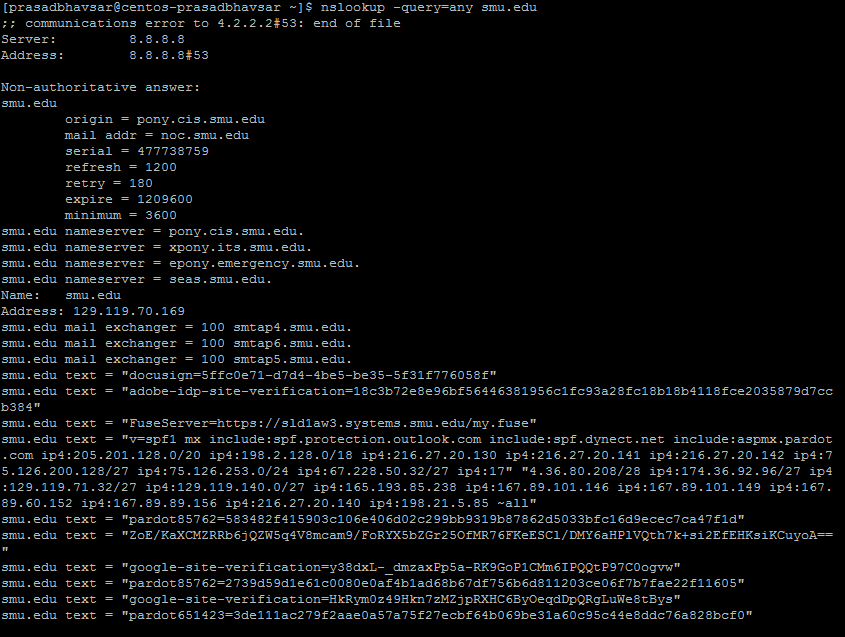 [prasadbhavsar@centos-prasadbhavsar ~]$ nslookup -query=any smu.edu
;; communications error to 4.2.2.2#53: end of file
Server:         8.8.8.8
Address:        8.8.8.8#53
Non-authoritative answer:
smu.edu
        origin = pony.cis.smu.edu
        mail addr = noc.smu.edu
        serial = 477738759
        refresh = 1200
        retry = 180
        expire = 1209600
        minimum = 3600
smu.edu nameserver = pony.cis.smu.edu.
smu.edu nameserver = xpony.its.smu.edu.
smu.edu nameserver = epony.emergency.smu.edu.
smu.edu nameserver = seas.smu.edu.
Name:   smu.edu
Address: 129.119.70.169
smu.edu mail exchanger = 100 smtap4.smu.edu.
smu.edu mail exchanger = 100 smtap6.smu.edu.
smu.edu mail exchanger = 100 smtap5.smu.edu.
smu.edu text = "docusign=5ffc0e71-d7d4-4be5-be35-5f31f776058f"
smu.edu text = "adobe-idp-site-verification=18c3b72e8e96bf56446381956c1fc93a28fc18b18b4118fce2035879d7cc
b384"
smu.edu text = "FuseServer=https://sld1aw3.systems.smu.edu/my.fuse"
smu.edu text = "v=spf1 mx include:spf.protection.outlook.com include:spf.dynect.net include:aspmx.pardot
.com ip4:205.201.128.0/20 ip4:198.2.128.0/18 ip4:216.27.20.130 ip4:216.27.20.141 ip4:216.27.20.142 ip4:7
5.126.200.128/27 ip4:75.126.253.0/24 ip4:67.228.50.32/27 ip4:17" "4.36.80.208/28 ip4:174.36.92.96/27 ip4
:129.119.71.32/27 ip4:129.119.140.0/27 ip4:165.193.85.238 ip4:167.89.101.146 ip4:167.89.101.149 ip4:167.
89.60.152 ip4:167.89.89.156 ip4:216.27.20.140 ip4:198.21.5.85 ~all"
smu.edu text = "pardot85762=583482f415903c106e406d02c299bb9319b87862d5033bfc16d9ecec7ca47f1d"
smu.edu text = "ZoE/KaXCMZRRb6jQZW5q4V8mcam9/FoRYX5bZGr25OfMR76FKeESCl/DMY6aHPlVQth7k+si2EfEHKsiKCuyoA==
"
smu.edu text = "google-site-verification=y38dxL-_dmzaxPp5a-RK9GoP1CMm6IPQQtP97C0ogvw"
smu.edu text = "pardot85762=2739d59d1e61c0080e0af4b1ad68b67df756b6d811203ce06f7b7fae22f11605"
smu.edu text = "google-site-verification=HkRym0z49Hkn7zMZjpRXHC6ByOeqdDpQRgLuWe8tBys"
smu.edu text = "pardot651423=3de111ac279f2aae0a57a75f27ecbf64b069be31a60c95c44e8ddc76a828bcf0"